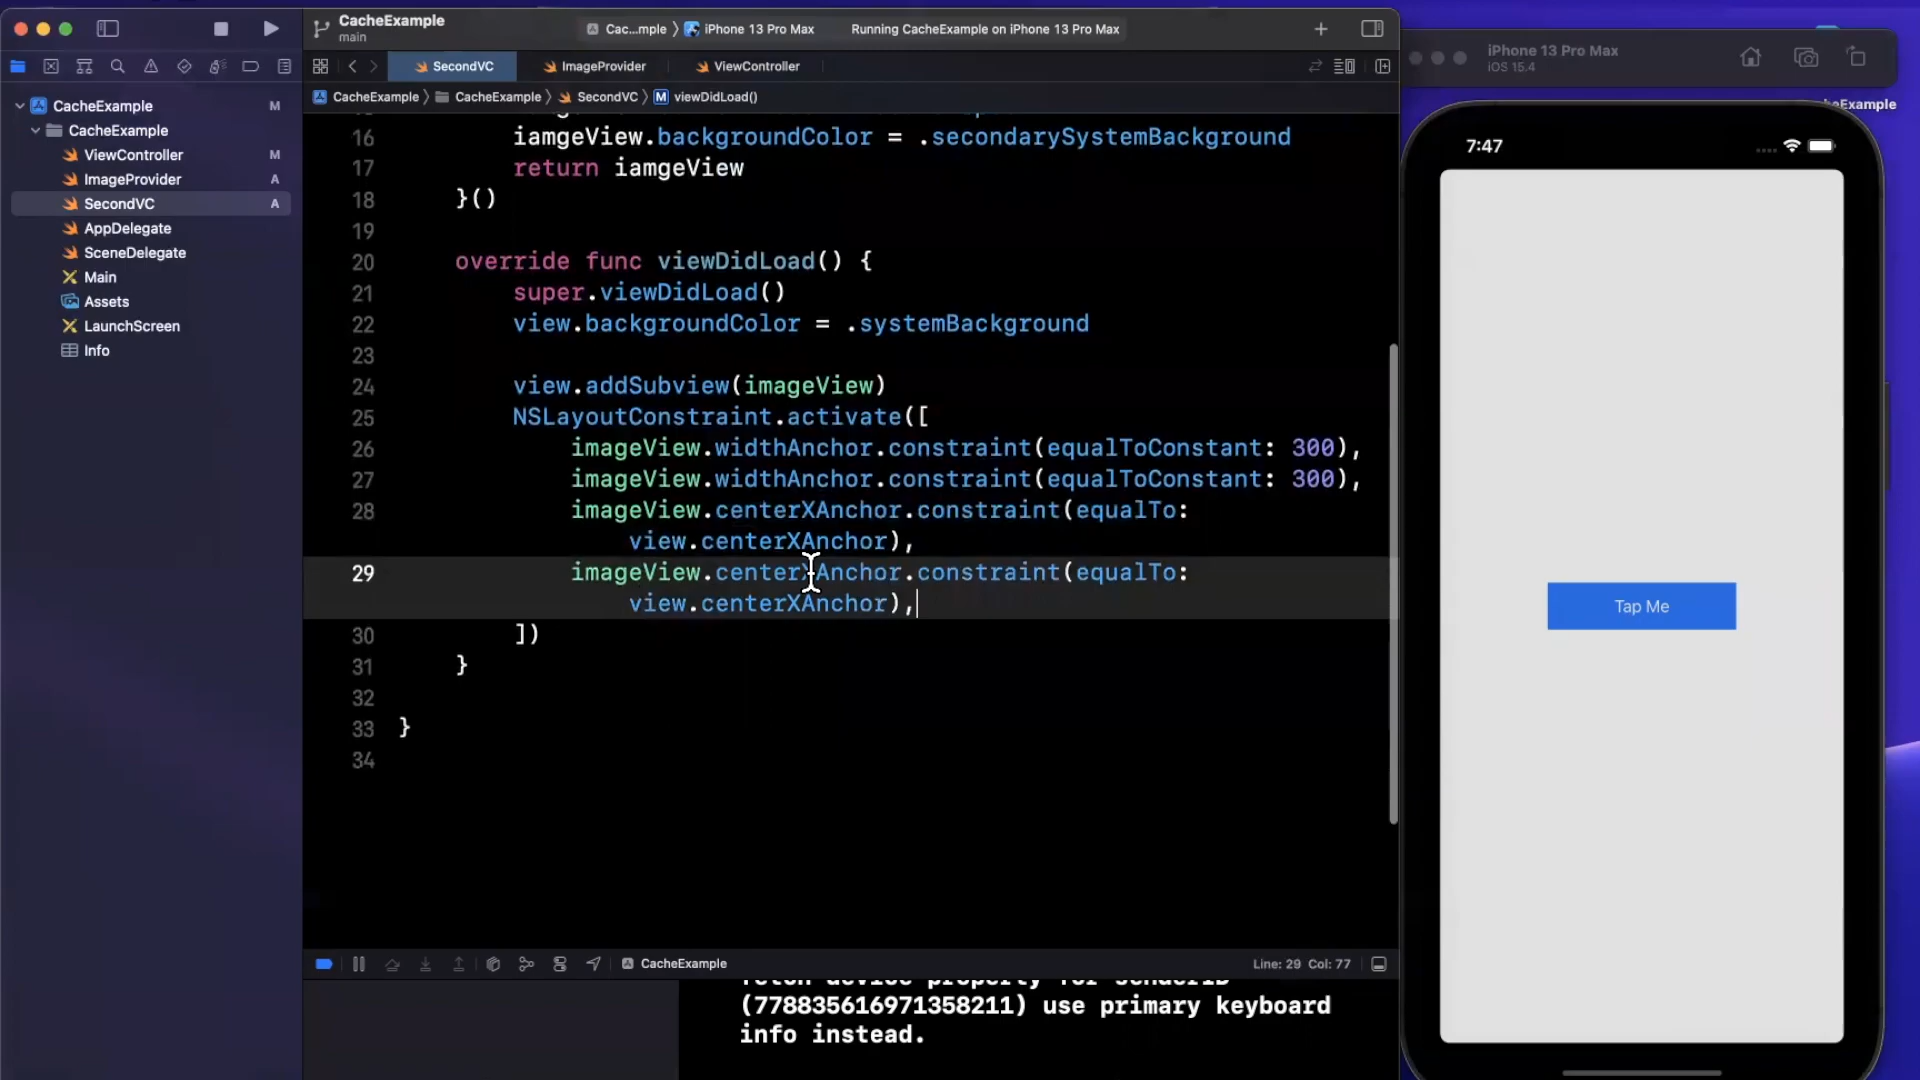 CacheExample
main
Cac...mple 〉 iPhone 13 Pro Max
Running CacheExample on iPhone 13 Pro Max
SecondVC
ImageProvider
ViewController
CacheExample 〉 CacheExample 〉 SecondVC 〉 M viewDidLoad()
CacheExample M
CacheExample
ViewController M
ImageProvider A
SecondVC A
AppDelegate
SceneDelegate
Main
Assets
LaunchScreen
Info
16 iamgeView.backgroundColor = .secondarySystemBackground
17 return iamgeView
18 }()
19
20 override func viewDidLoad() {
21 super.viewDidLoad()
22 view.backgroundColor = .systemBackground
23
24 view.addSubview(imageView)
25 NSLayoutConstraint.activate([
26 imageView.widthAnchor.constraint(equalToConstant: 300),
27 imageView.widthAnchor.constraint(equalToConstant: 300),
28 imageView.centerXAnchor.constraint(equalTo:
view.centerXAnchor),
29 imageView.centerXAnchor.constraint(equalTo:
view.centerXAnchor),
30 ])
31 }
32
33 }
34
CacheExample
Line: 29 Col: 77
fetch device property for senderID
(778835616971358211) use primary keyboard
info instead.
iPhone 13 Pro Max
iOS 15.4
heExample
7:47
Tap Me